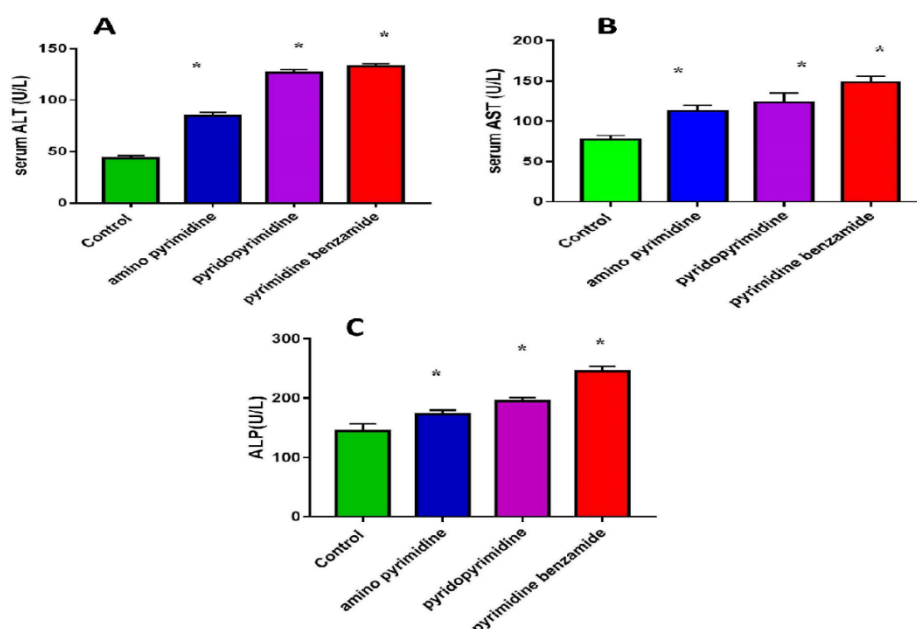 A
serum ALT (U/L)
150
100
50
0
*
*
*
Control
amino pyrimidine
pyridopyrimidine
pyrimidine benzamide
B
serum AST (U/L)
200
150
100
50
0
*
*
*
Control
amino pyrimidine
pyridopyrimidine
pyrimidine benzamide
C
ALP(U/L)
300
200
100
0
*
*
*
Control
amino pyrimidine
pyridopyrimidine
pyrimidine benzamide